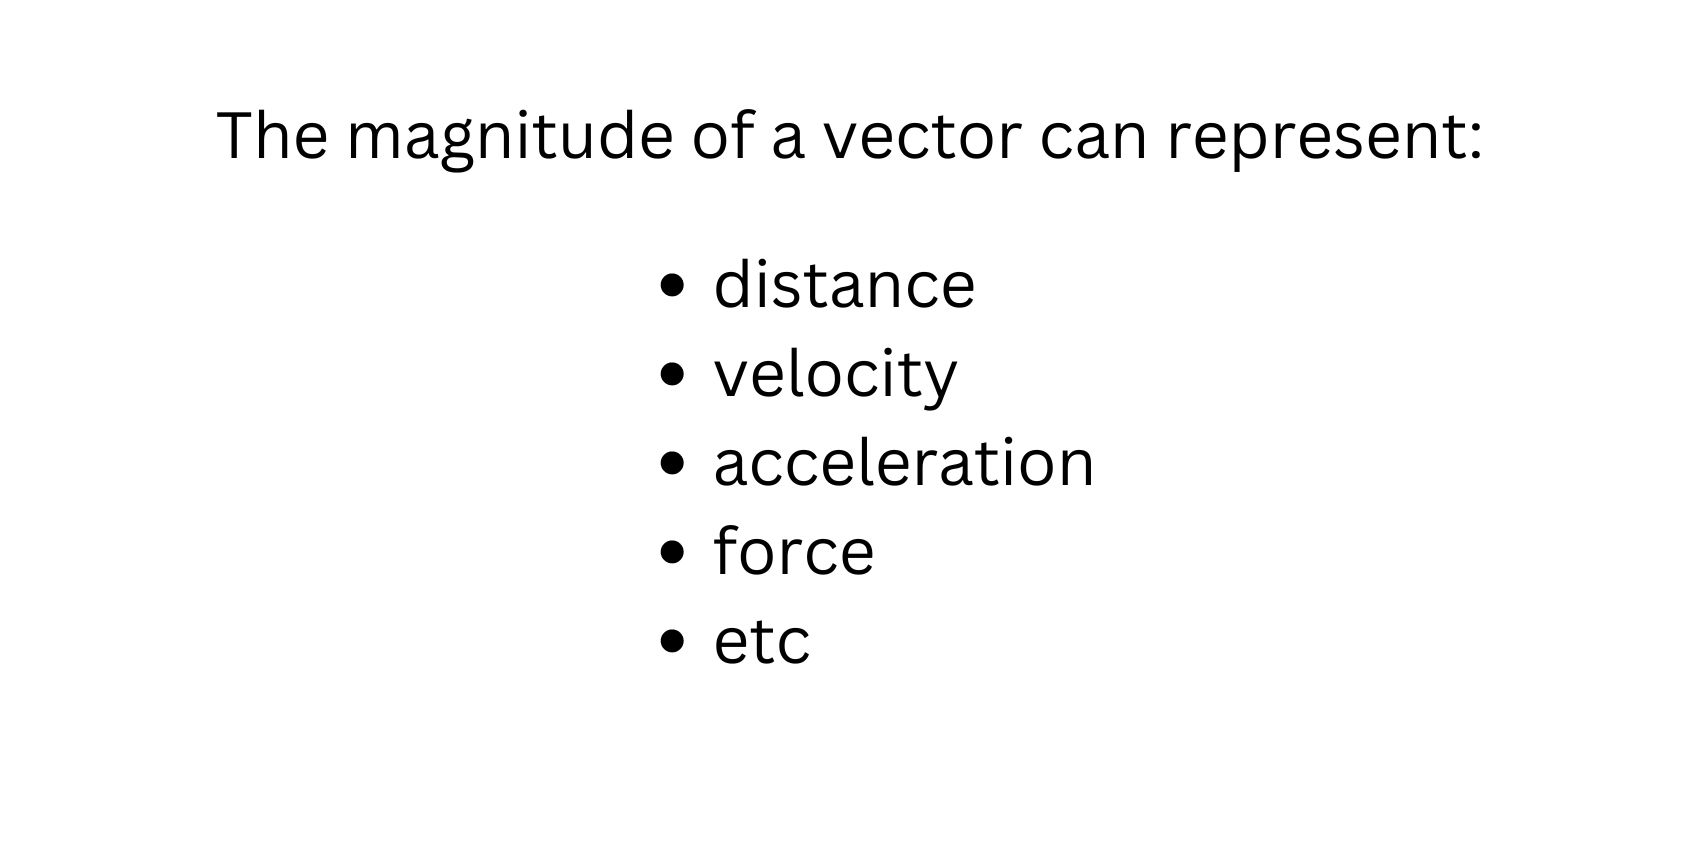 The magnitude of a vector can represent:
• distance
• velocity
• acceleration
• force
• etc